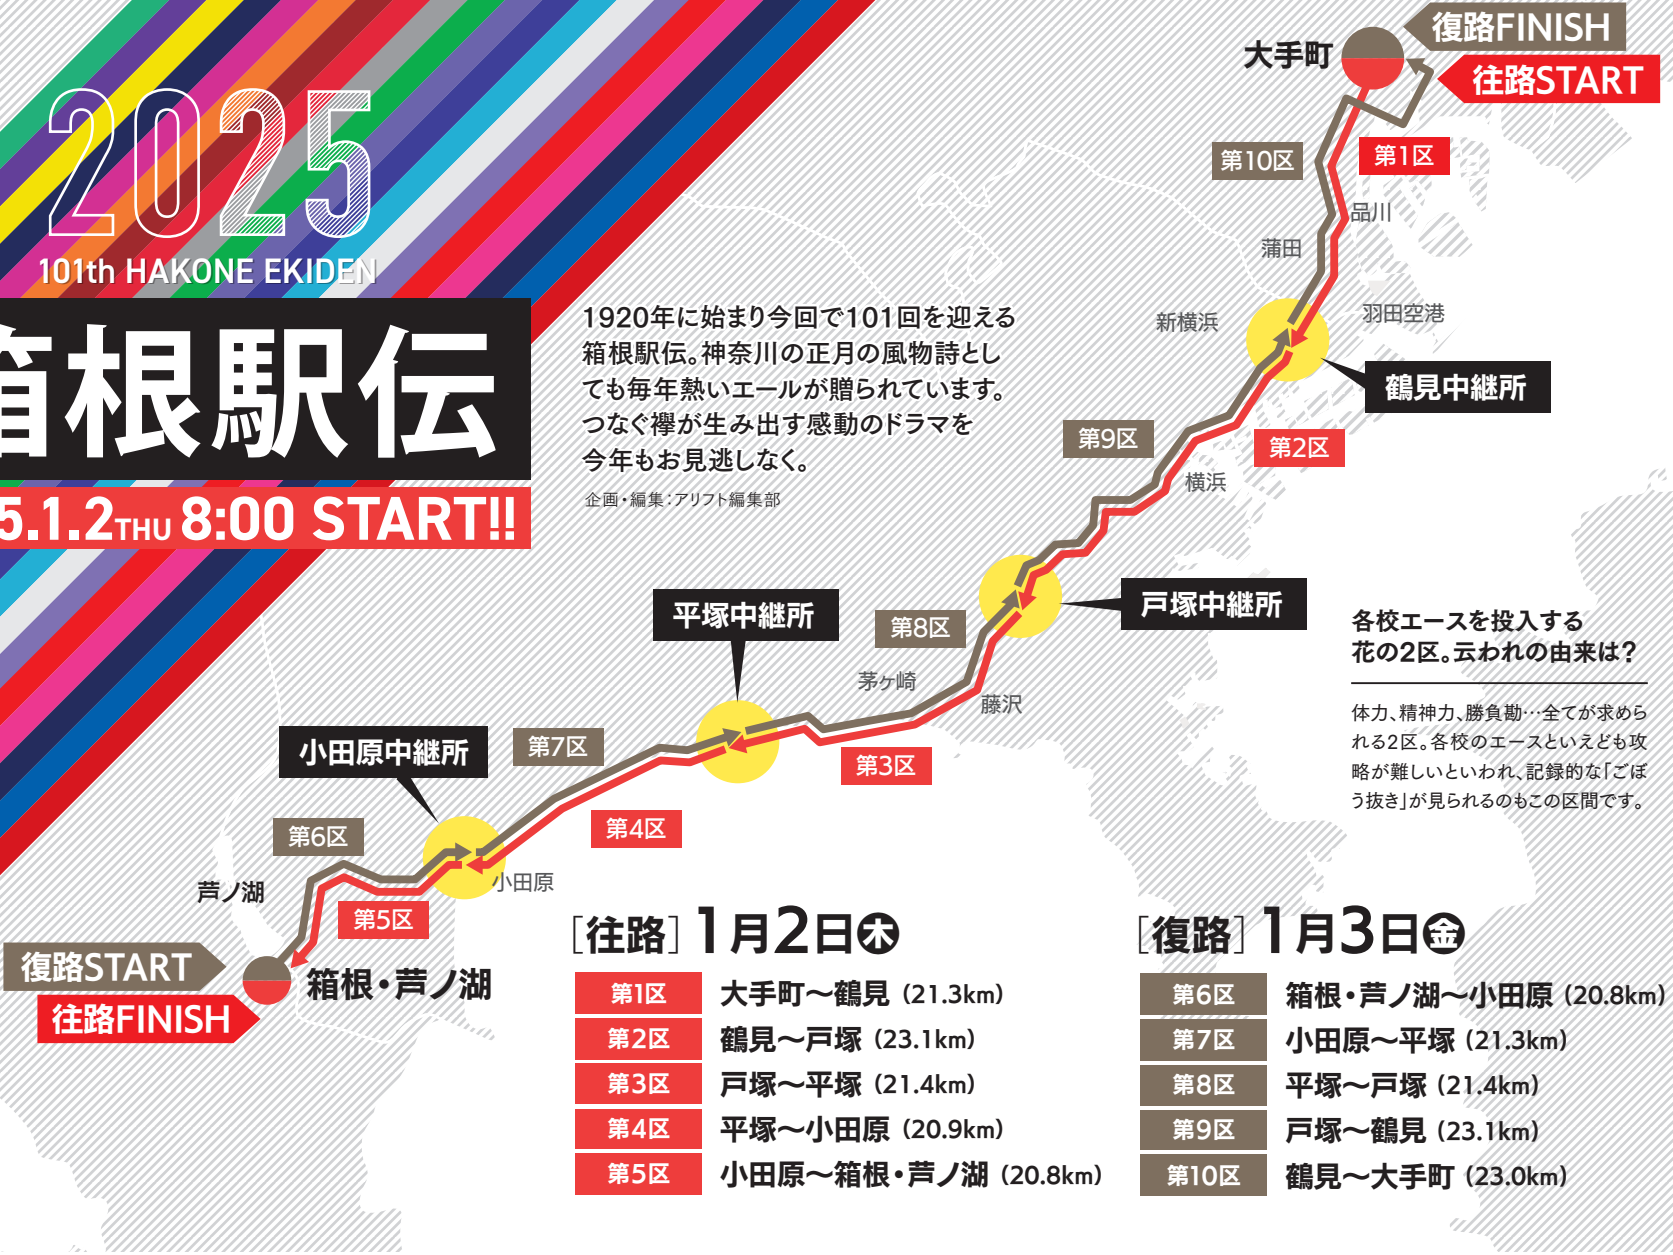 2025
101th HAKONE EKIDEN
箱根駅伝
5.1.2THU 8:00 START!!
1920年に始まり今回で101回を迎える
箱根駅伝。神奈川の正月の風物詩とし
ても毎年熱いエールが贈られています。
つなぐ襷が生み出す感動のドラマを
今年もお見逃しなく。
企画・編集：アリフト編集部
大手町
復路FINISH
往路START
第10区
第1区
品川
蒲田
羽田空港
新横浜
鶴見中継所
第9区
第2区
横浜
戸塚中継所
平塚中継所
第8区
茅ヶ崎
藤沢
第3区
小田原中継所
第7区
第4区
第6区
小田原
芦ノ湖
第5区
復路START
往路FINISH
箱根・芦ノ湖
各校エースを投入する
花の2区。云われの由来は？
体力、精神力、勝負勘…全てが求めら
れる2区。各校のエースといえども攻
略が難しいといわれ、記録的な「ごぼ
う抜き」が見られるのもこの区間です。
［往路］1月2日木
第1区 大手町〜鶴見（21.3km）
第2区 鶴見〜戸塚（23.1km）
第3区 戸塚〜平塚（21.4km）
第4区 平塚〜小田原（20.9km）
第5区 小田原〜箱根・芦ノ湖（20.8km）
［復路］1月3日金
第6区 箱根・芦ノ湖〜小田原（20.8km）
第7区 小田原〜平塚（21.3km）
第8区 平塚〜戸塚（21.4km）
第9区 戸塚〜鶴見（23.1km）
第10区 鶴見〜大手町（23.0km）